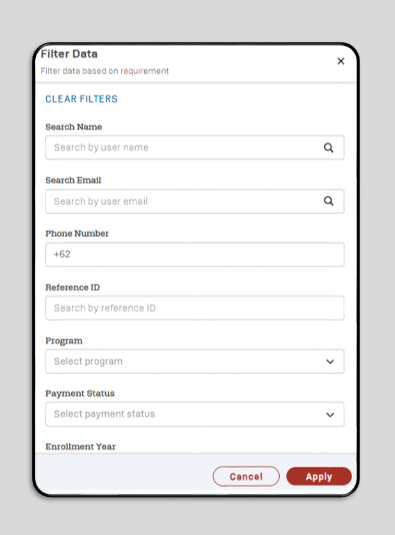 Filter Data
Filter data based on requirement
CLEAR FILTERS
Search Name
Search by user name
Search Email
Search by user email
Phone Number
+62
Reference ID
Search by reference ID
Program
Select program
Payment Status
Select payment status
Enrollment Year
Cancel Apply